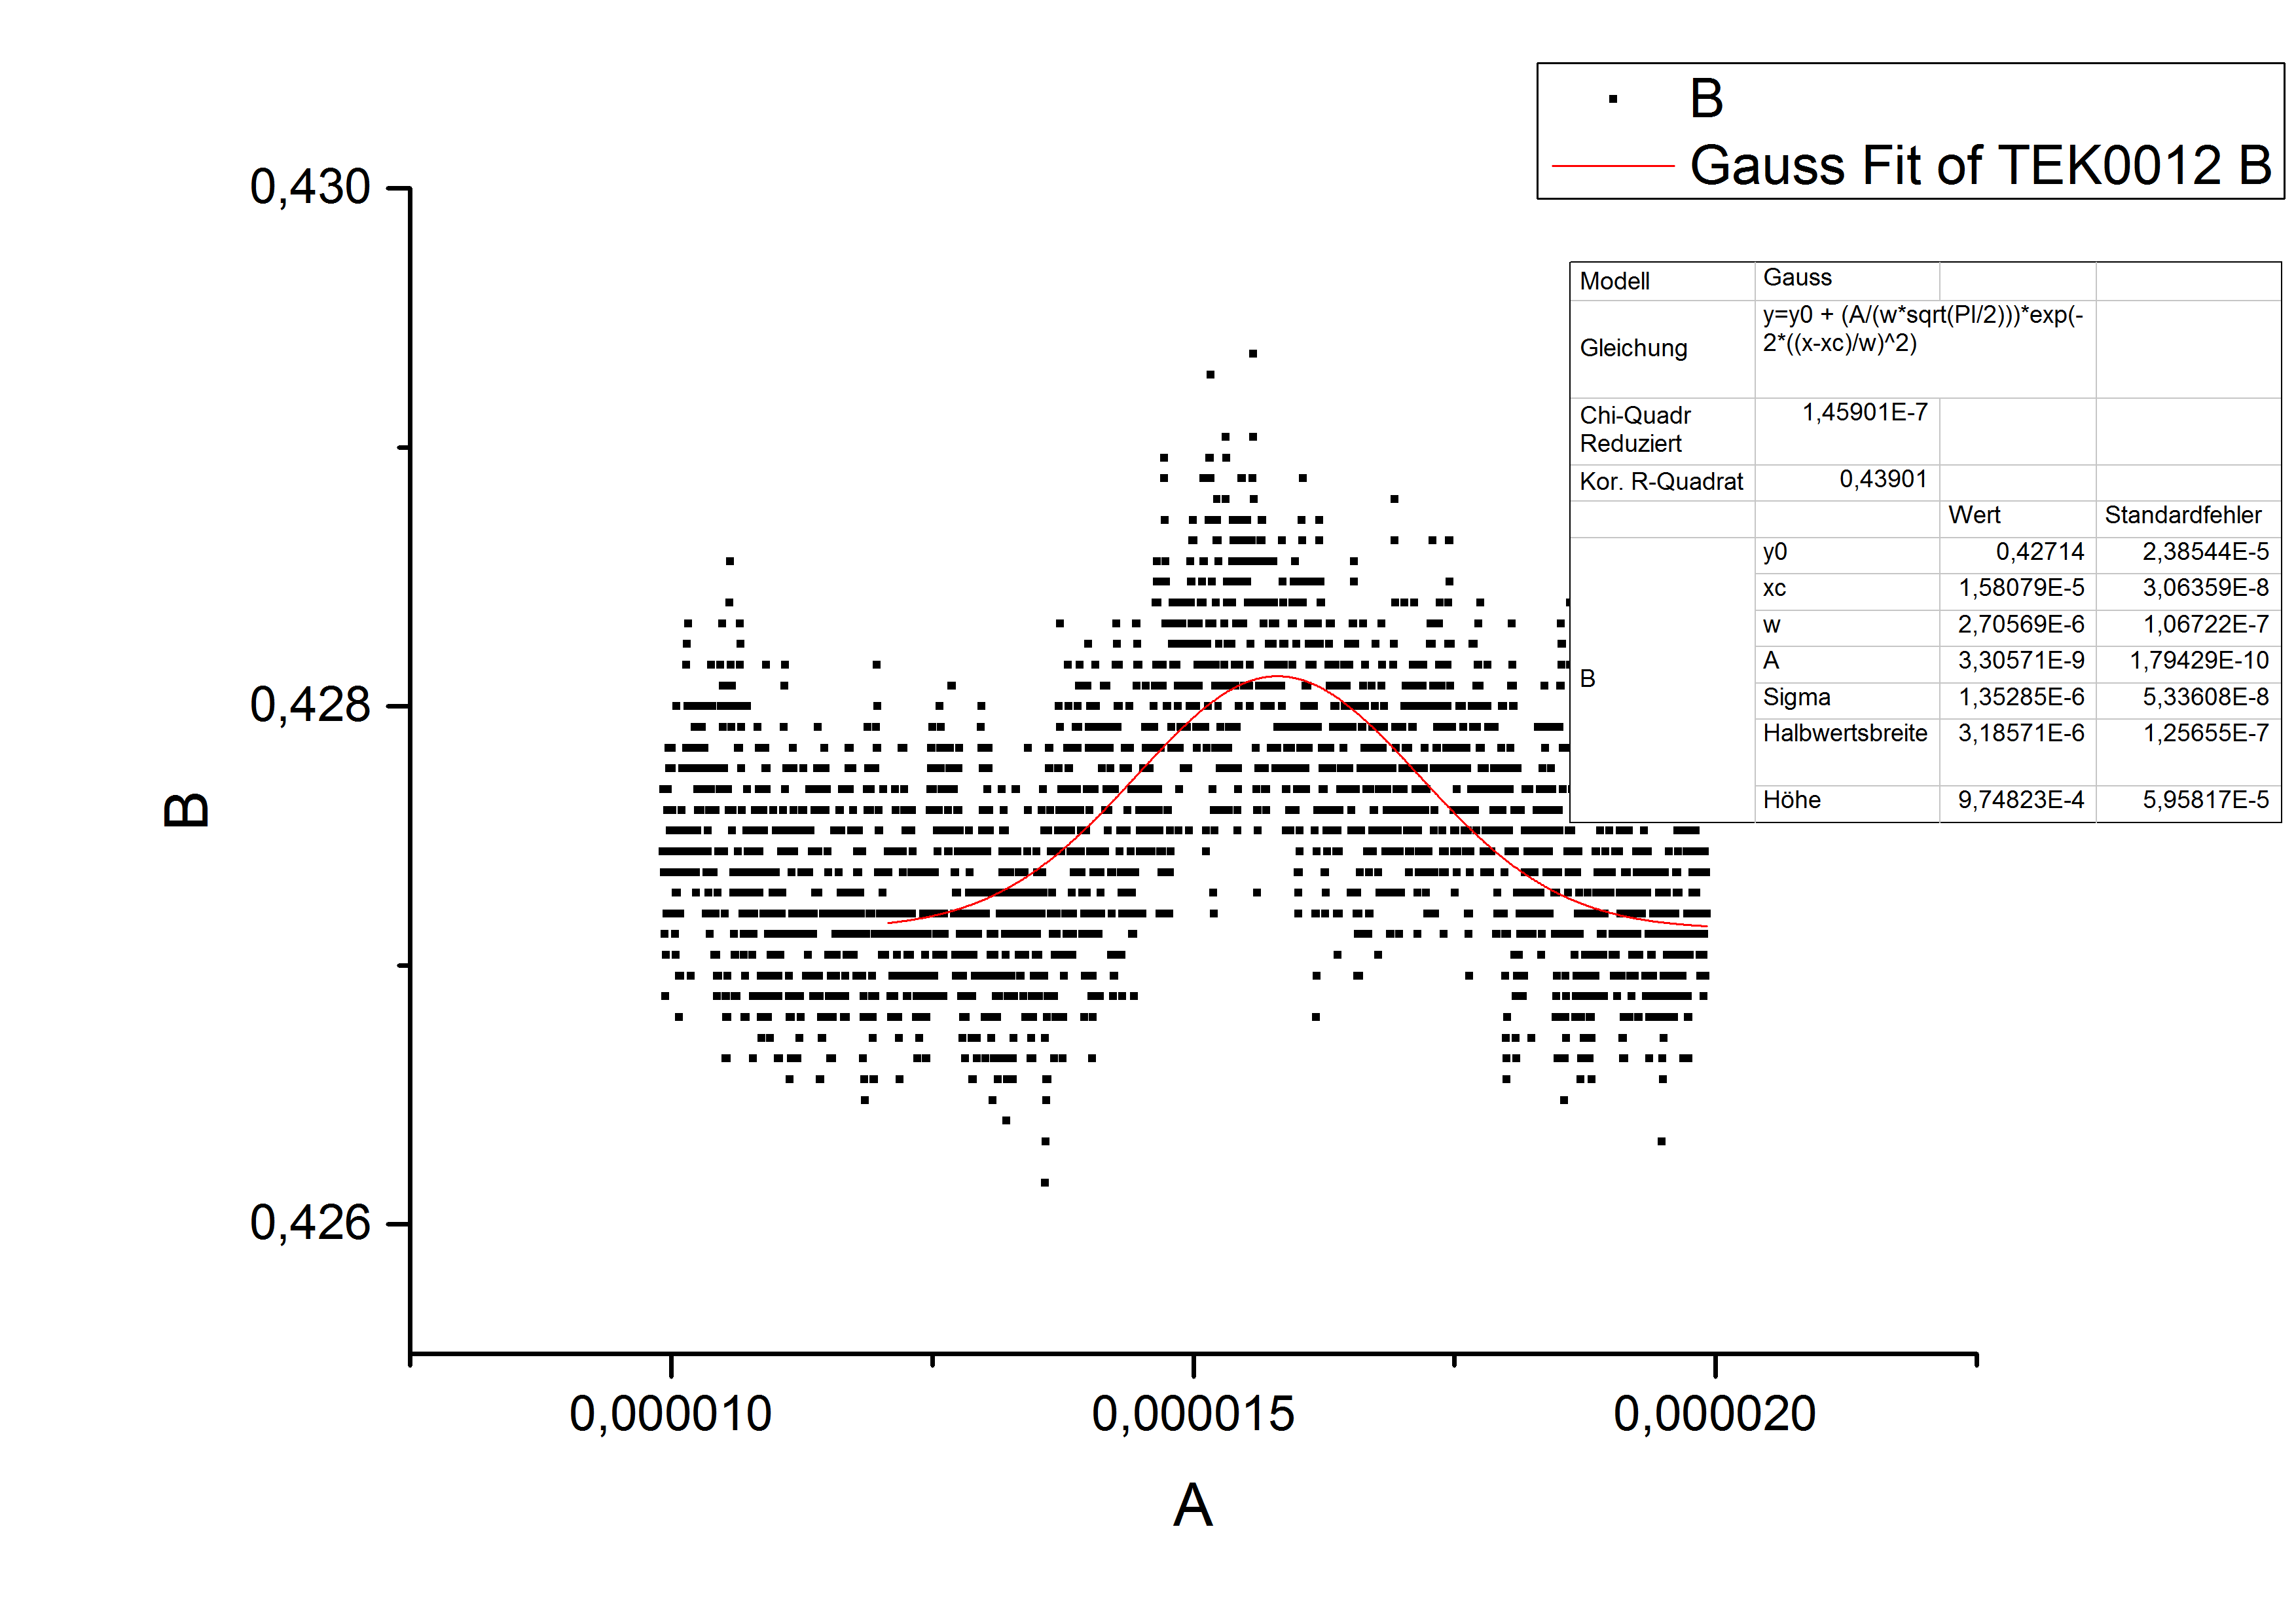 B
Gauss Fit of TEK0012 B
0,430
0,428
0,426
B
0,000010
0,000015
0,000020
A
Modell Gauss
Gleichung y=y0 + (A/(w*sqrt(PI/2)))*exp(-
2*((x-xc)/w)^2)
Chi-Quadr
Reduziert 1,45901E-7
Kor. R-Quadrat 0,43901
Wert Standardfehler
B
y0 0,42714 2,38544E-5
xc 1,58079E-5 3,06359E-8
w 2,70569E-6 1,06722E-7
A 3,30571E-9 1,79429E-10
Sigma 1,35285E-6 5,33608E-8
Halbwertsbreite 3,18571E-6 1,25655E-7
Höhe 9,74823E-4 5,95817E-5